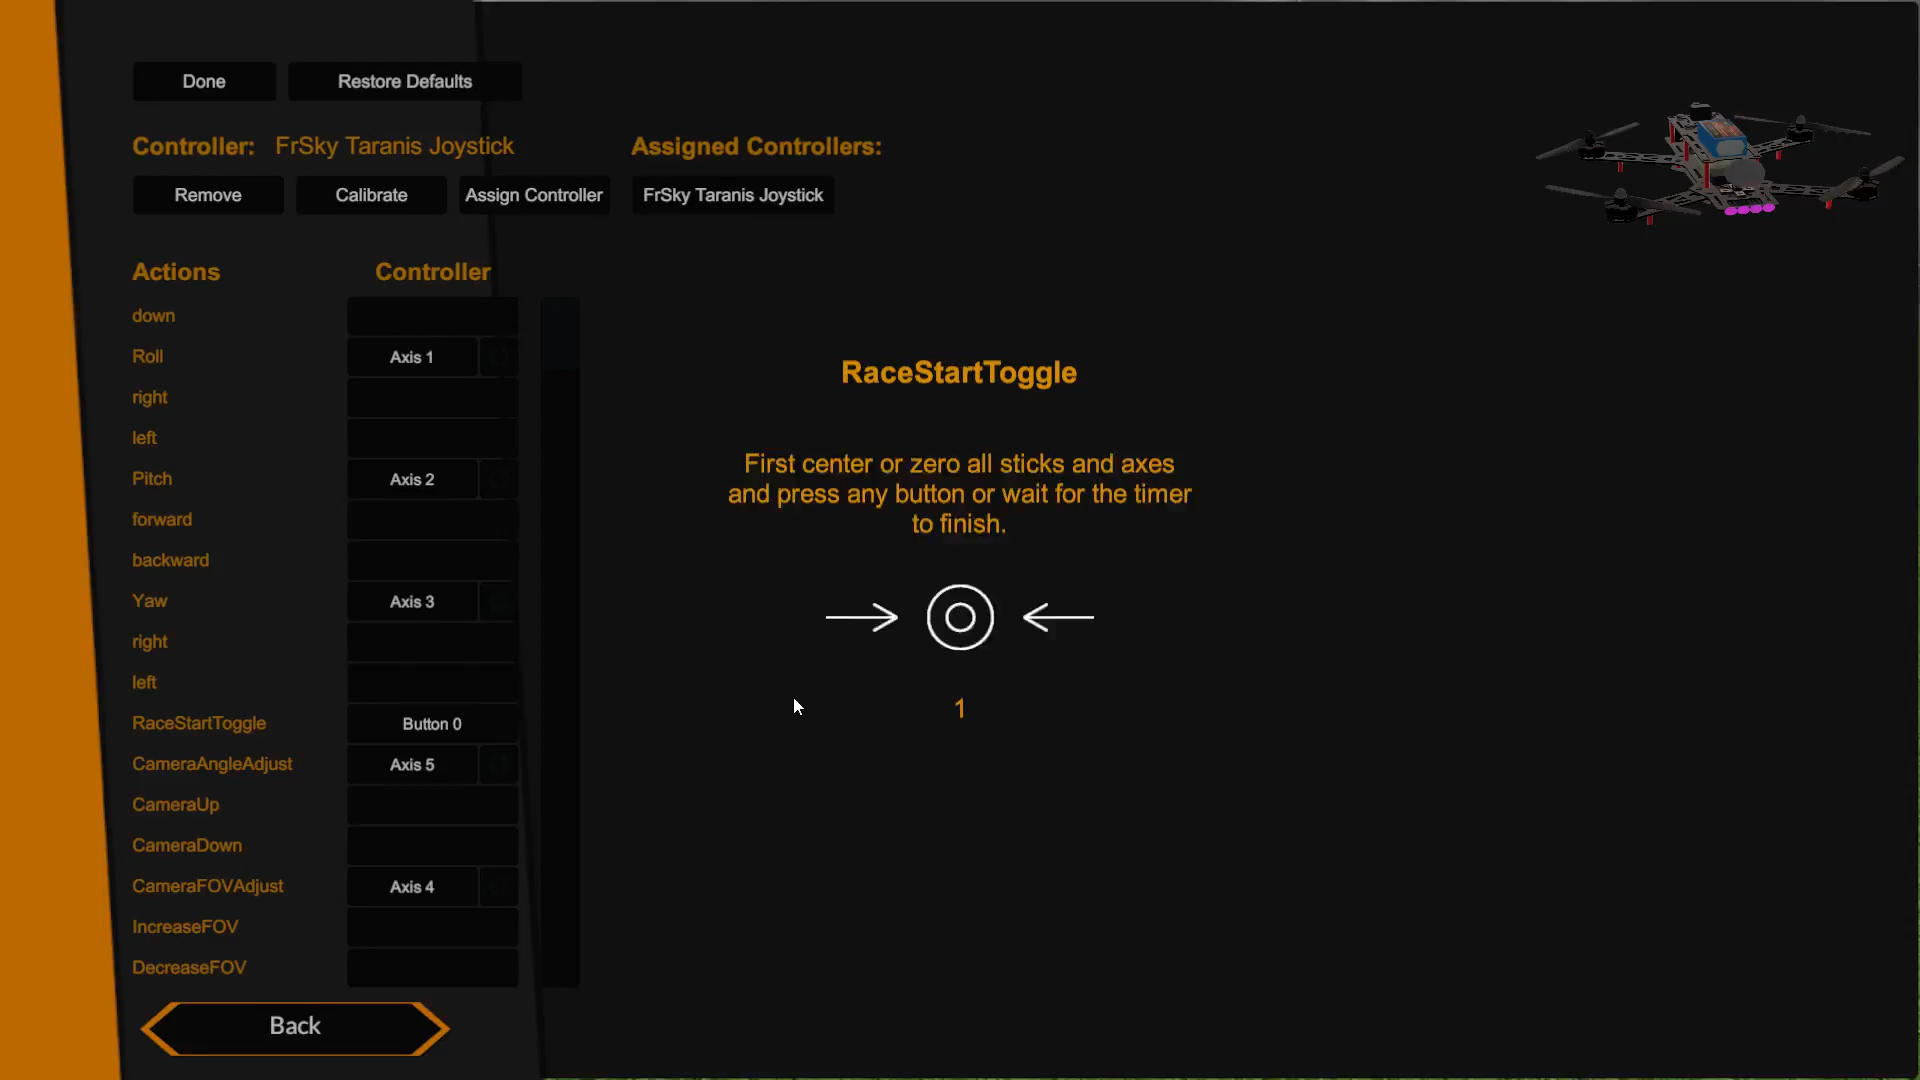 Done
Restore Defaults
Controller: FrSky Taranis Joystick
Assigned Controllers:
Remove
Calibrate
Assign Controller
FrSky Taranis Joystick
Actions
Controller
down
Roll
Axis 1
right
left
Pitch
Axis 2
forward
backward
Yaw
Axis 3
right
left
RaceStartToggle
Button 0
CameraAngleAdjust
Axis 5
CameraUp
CameraDown
CameraFOVAdjust
Axis 4
IncreaseFOV
DecreaseFOV
Back
RaceStartToggle
First center or zero all sticks and axes
and press any button or wait for the timer
to finish.
1